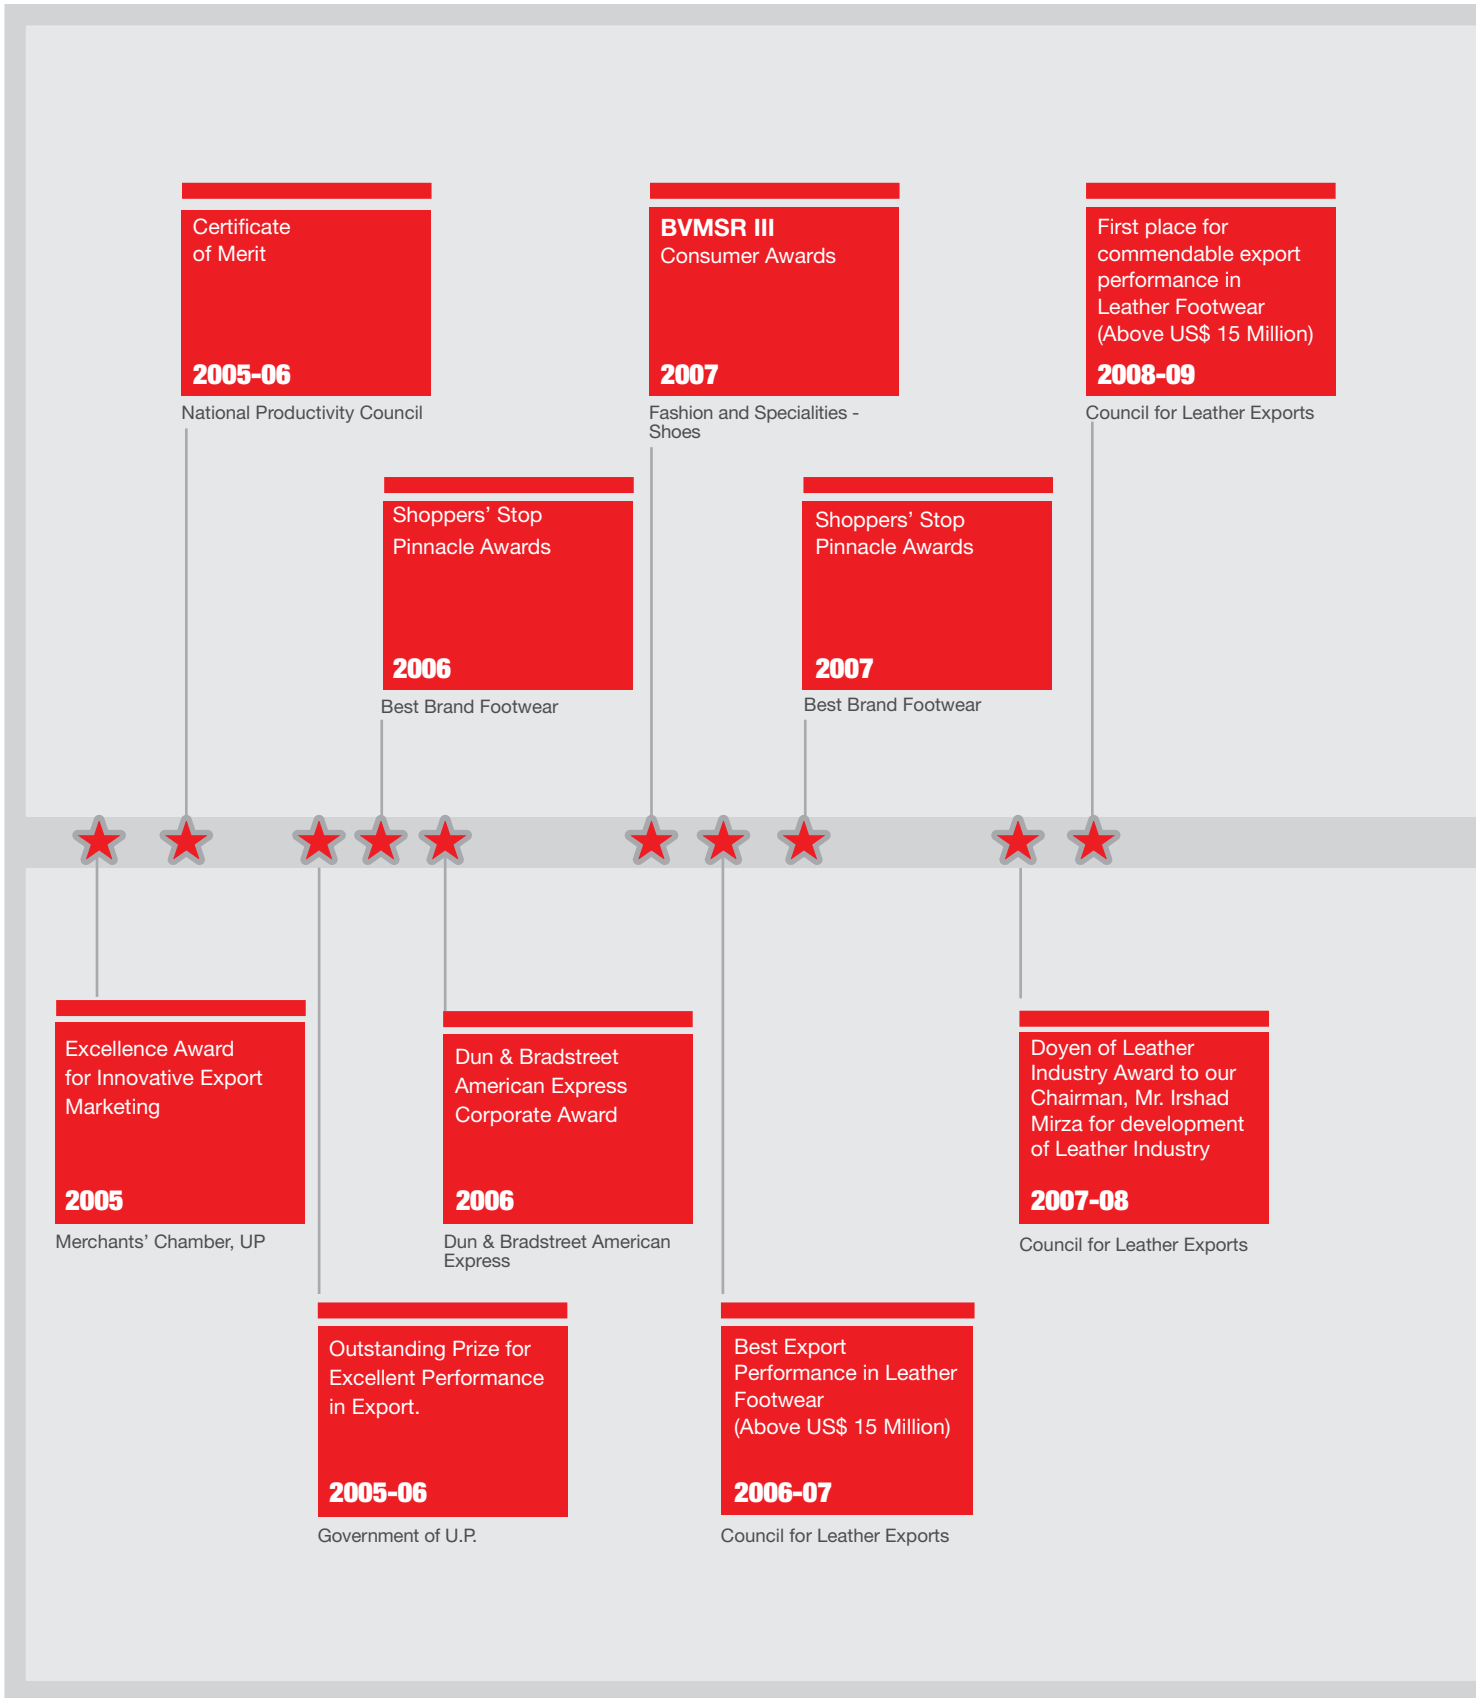 Certificate
of Merit
2005-06
National Productivity Council
BVMSR III
Consumer Awards
2007
Fashion and Specialities -
Shoes
First place for
commendable export
performance in
Leather Footwear
(Above US$ 15 Million)
2008-09
Council for Leather Exports
Shoppers’ Stop
Pinnacle Awards
2006
Best Brand Footwear
Shoppers’ Stop
Pinnacle Awards
2007
Best Brand Footwear
Excellence Award
for Innovative Export
Marketing
2005
Merchants’ Chamber, UP
Dun & Bradstreet
American Express
Corporate Award
2006
Dun & Bradstreet American
Express
Doyen of Leather
Industry Award to our
Chairman, Mr. Irshad
Mirza for development
of Leather Industry
2007-08
Council for Leather Exports
Outstanding Prize for
Excellent Performance
in Export.
2005-06
Government of U.P.
Best Export
Performance in Leather
Footwear
(Above US$ 15 Million)
2006-07
Council for Leather Exports